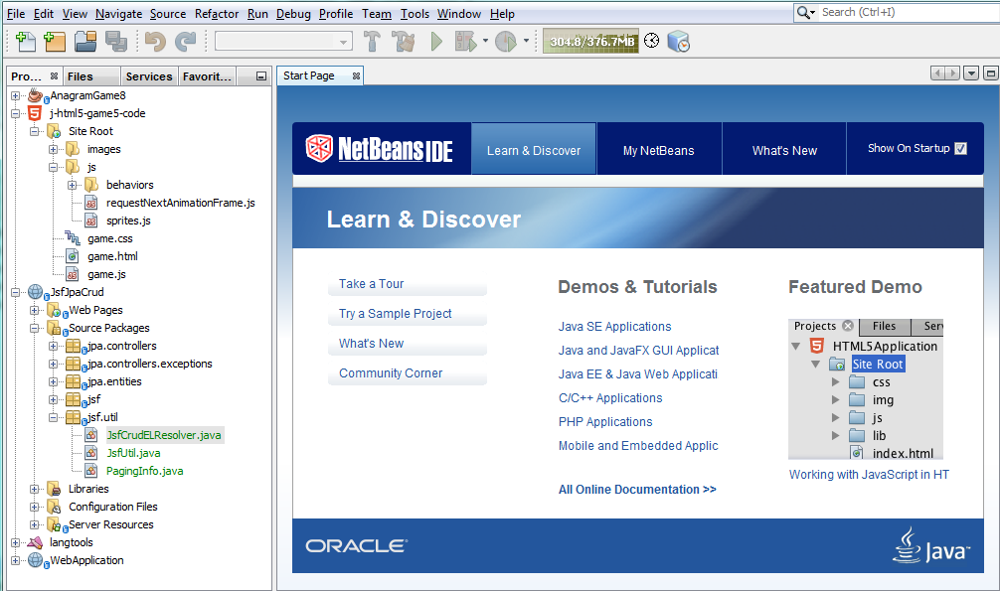 File Edit View Navigate Source Refactor Run Debug Profile Team Tools Window Help
Search (Ctrl+I)
304.8/376.7MB
Pro... Files Services Favorit...
AnagramGame8
j-html5-game5-code
Site Root
images
js
behaviors
requestNextAnimationFrame.js
sprites.js
game.css
game.html
game.js
JsfJpaCrud
Web Pages
Source Packages
jpa.controllers
jpa.controllers.exceptions
jpa.entities
jsf
jsf.util
JsfCrudELResolver.java
JsfUtil.java
PagingInfo.java
Libraries
Configuration Files
Server Resources
langtools
WebApplication
Start Page
NetBeans IDE
Learn & Discover
My NetBeans
What's New
Show On Startup
Learn & Discover
Take a Tour
Try a Sample Project
What's New
Community Corner
Demos & Tutorials
Java SE Applications
Java and JavaFX GUI Applicat
Java EE & Java Web Applicati
C/C++ Applications
PHP Applications
Mobile and Embedded Applic
All Online Documentation >>
Featured Demo
Projects Files Serv
HTML5Application
Site Root
css
img
js
lib
index.html
Working with JavaScript in HT
ORACLE
Java